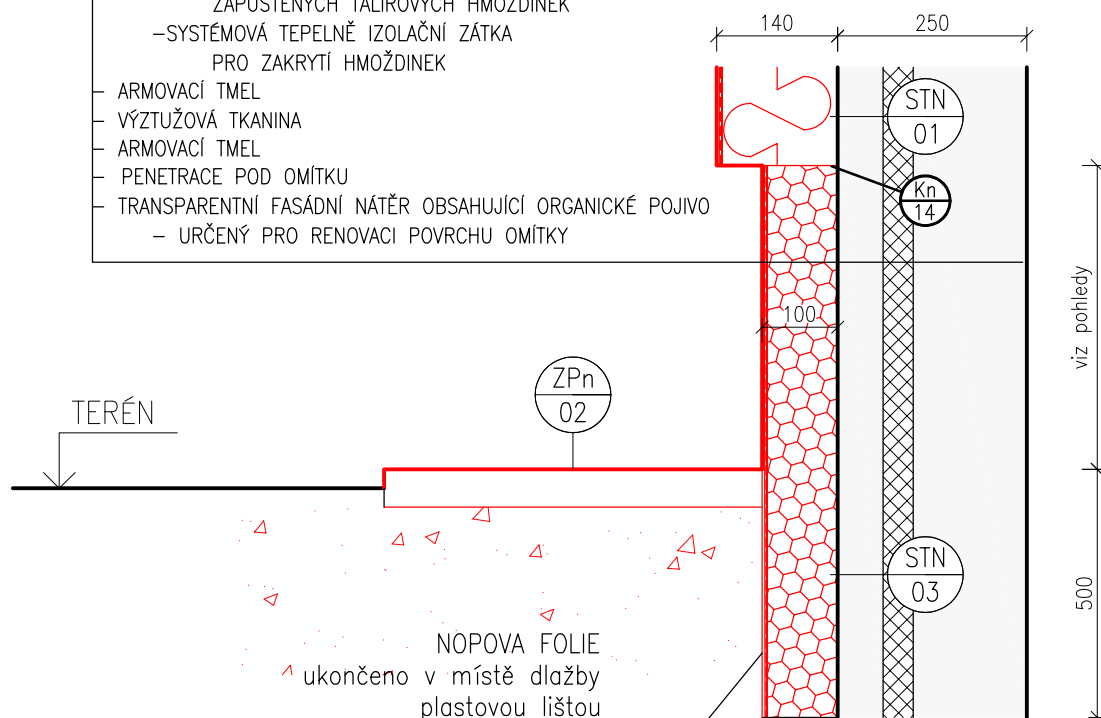 ZAPUŠTĚNÝCH TALÍŘOVÝCH HMOŽDINEK
–SYSTÉMOVÁ TEPELNĚ IZOLAČNÍ ZÁTKA
PRO ZAKRYTÍ HMOŽDINEK
ARMOVACÍ TMEL
VÝZTUŽOVÁ TKANINA
ARMOVACÍ TMEL
PENETRACE POD OMÍTKU
TRANSPARENTNÍ FASÁDNÍ NÁTĚR OBSAHUJÍCÍ ORGANICKÉ POJIVO
– URČENÝ PRO RENOVACI POVRCHU OMÍTKY
140
250
STN
01
Kn
14
viz pohledy
100
ZPn
02
TERÉN
STN
03
500
NOPOVA FOLIE
ukončeno v místě dlažby
plastovou lištou